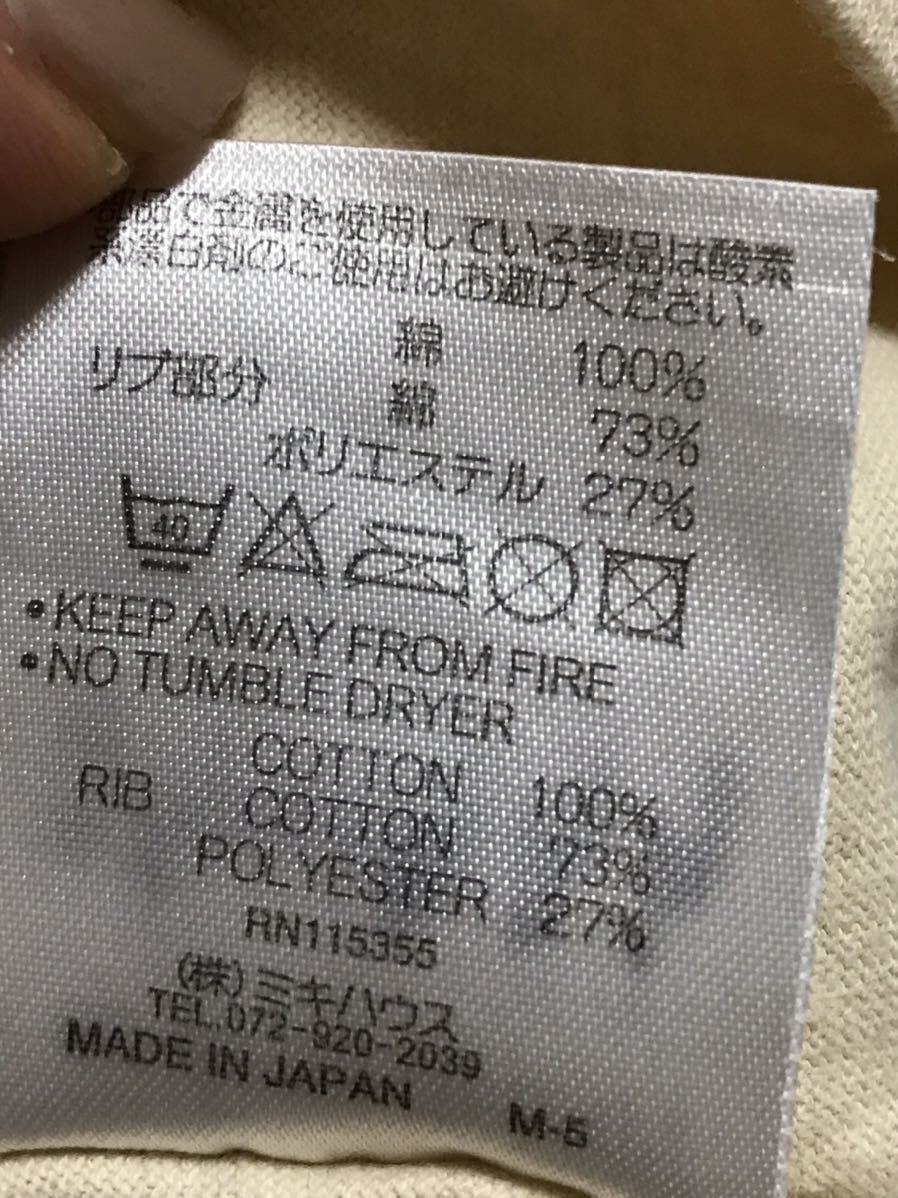 部品で金属を使用している製品は酸素
系漂白剤のご使用はお避けください。
綿 100%
リブ部分 綿 73%
ポリエステル 27%
40
・KEEP AWAY FROM FIRE
・NO TUMBLE DRYER
COTTON 100%
RIB COTTON 73%
POLYESTER 27%
RN115355
(株)ミキハウス
TEL.072-920-2039
MADE IN JAPAN
M-5